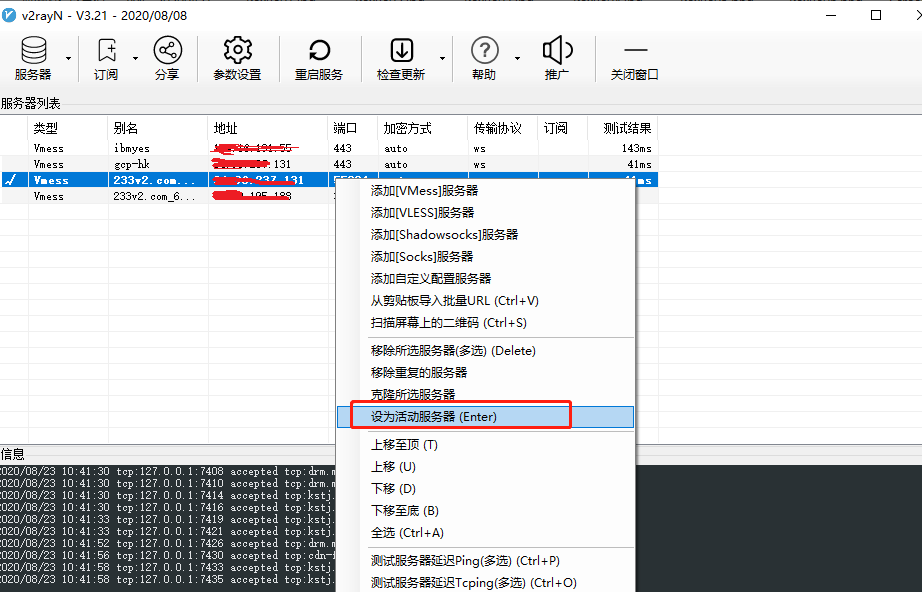 v2rayN - V3.21 - 2020/08/08
服务器 订阅 分享 参数设置 重启服务 检查更新 帮助 推广 关闭窗口
服务器列表
类型 别名 地址 端口 加密方式 传输协议 订阅 测试结果
Vmess ibmyes 443 auto ws 143ms
Vmess gcp-hk .131 443 auto ws 41ms
Vmess 233v2.com... .237.131
Vmess 233v2.com_6...
添加[VMess]服务器
添加[VLESS]服务器
添加[Shadowsocks]服务器
添加[Socks]服务器
添加自定义配置服务器
从剪贴板导入批量URL (Ctrl+V)
扫描屏幕上的二维码 (Ctrl+S)
移除所选服务器(多选) (Delete)
移除重复的服务器
克隆所选服务器
设为活动服务器 (Enter)
上移至顶 (T)
上移 (U)
下移 (D)
下移至底 (B)
全选 (Ctrl+A)
测试服务器延迟Ping(多选) (Ctrl+P)
测试服务器延迟Tcping(多选) (Ctrl+O)
信息
2020/08/23 10:41:30 tcp:127.0.0.1:7408 accepted tcp:drm.m
2020/08/23 10:41:30 tcp:127.0.0.1:7410 accepted tcp:drm.m
2020/08/23 10:41:30 tcp:127.0.0.1:7414 accepted tcp:kstj.
2020/08/23 10:41:30 tcp:127.0.0.1:7416 accepted tcp:kstj.
2020/08/23 10:41:33 tcp:127.0.0.1:7419 accepted tcp:kstj.
2020/08/23 10:41:33 tcp:127.0.0.1:7421 accepted tcp:kstj.
2020/08/23 10:41:52 tcp:127.0.0.1:7426 accepted tcp:drm.m
2020/08/23 10:41:56 tcp:127.0.0.1:7430 accepted tcp:cdn-
2020/08/23 10:41:58 tcp:127.0.0.1:7433 accepted tcp:kstj.
2020/08/23 10:41:58 tcp:127.0.0.1:7435 accepted tcp:kstj.